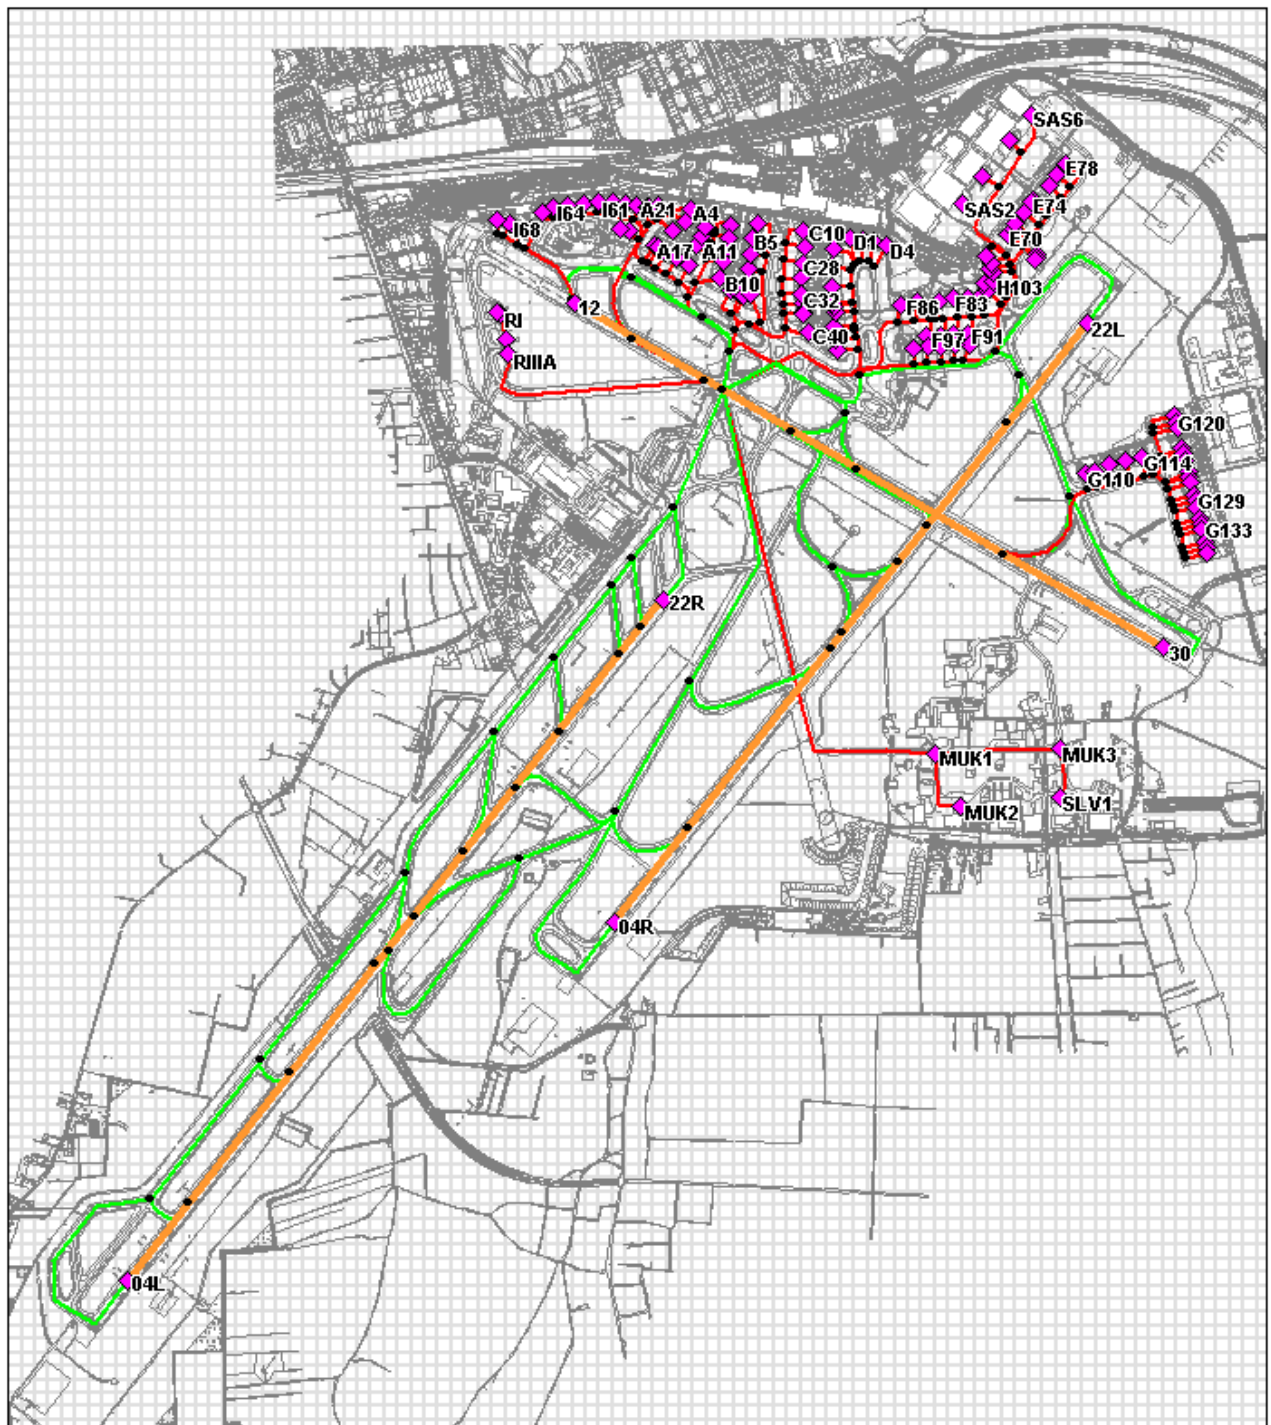 SAS6
E78
SAS2
E74
I64
I61
A21
A4
I68
A17
A11
B5
C10
D1
D4
E70
C28
B10
H103
12
C32
F86
F83
RI
C40
F97
F91
22L
RIIIA
G120
G114
G110
G129
G133
22R
30
MUK1
MUK3
MUK2
SLV1
04R
04L